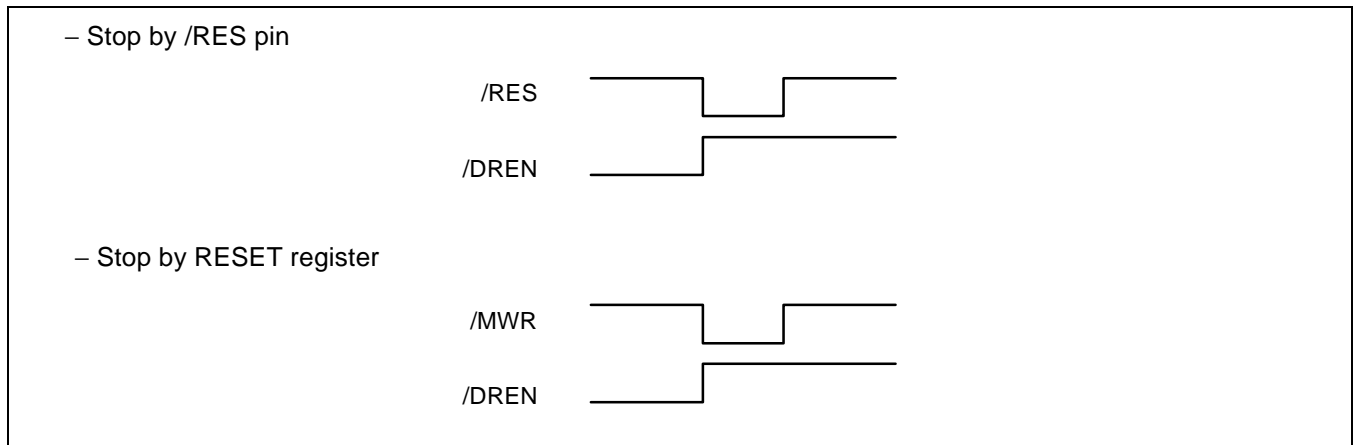 – Stop by /RES pin
/RES
/DREN
– Stop by RESET register
/MWR
/DREN